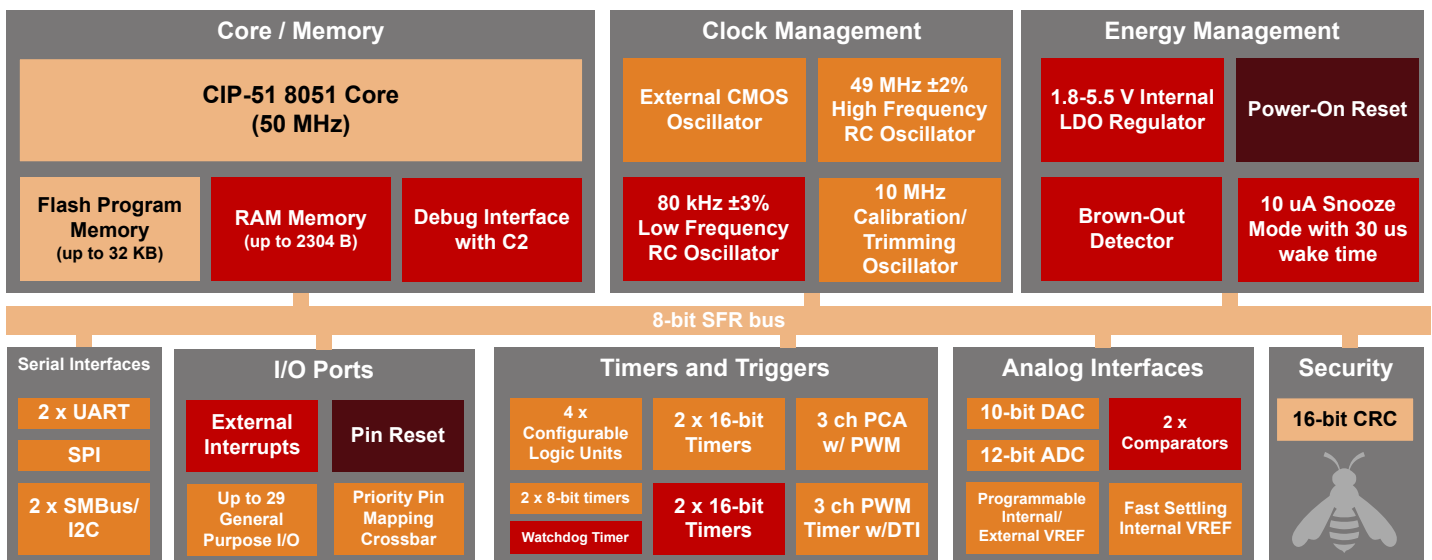 Core / Memory
CIP-51 8051 Core
(50 MHz)
Flash Program
Memory
(up to 32 KB)
RAM Memory
(up to 2304 B)
Debug Interface
with C2
Clock Management
External CMOS
Oscillator
49 MHz ±2%
High Frequency
RC Oscillator
80 kHz ±3%
Low Frequency
RC Oscillator
10 MHz
Calibration/
Trimming
Oscillator
Energy Management
1.8-5.5 V Internal
LDO Regulator
Power-On Reset
Brown-Out
Detector
10 uA Snooze
Mode with 30 us
wake time
8-bit SFR bus
Serial Interfaces
2 x UART
SPI
2 x SMBus/
I2C
I/O Ports
External
Interrupts
Pin Reset
Up to 29
General
Purpose I/O
Priority Pin
Mapping
Crossbar
Timers and Triggers
4 x
Configurable
Logic Units
2 x 16-bit
Timers
3 ch PCA
w/ PWM
2 x 8-bit timers
Watchdog Timer
2 x 16-bit
Timers
3 ch PWM
Timer w/DTI
Analog Interfaces
10-bit DAC
12-bit ADC
2 x
Comparators
Programmable
Internal/
External VREF
Fast Settling
Internal VREF
Security
16-bit CRC